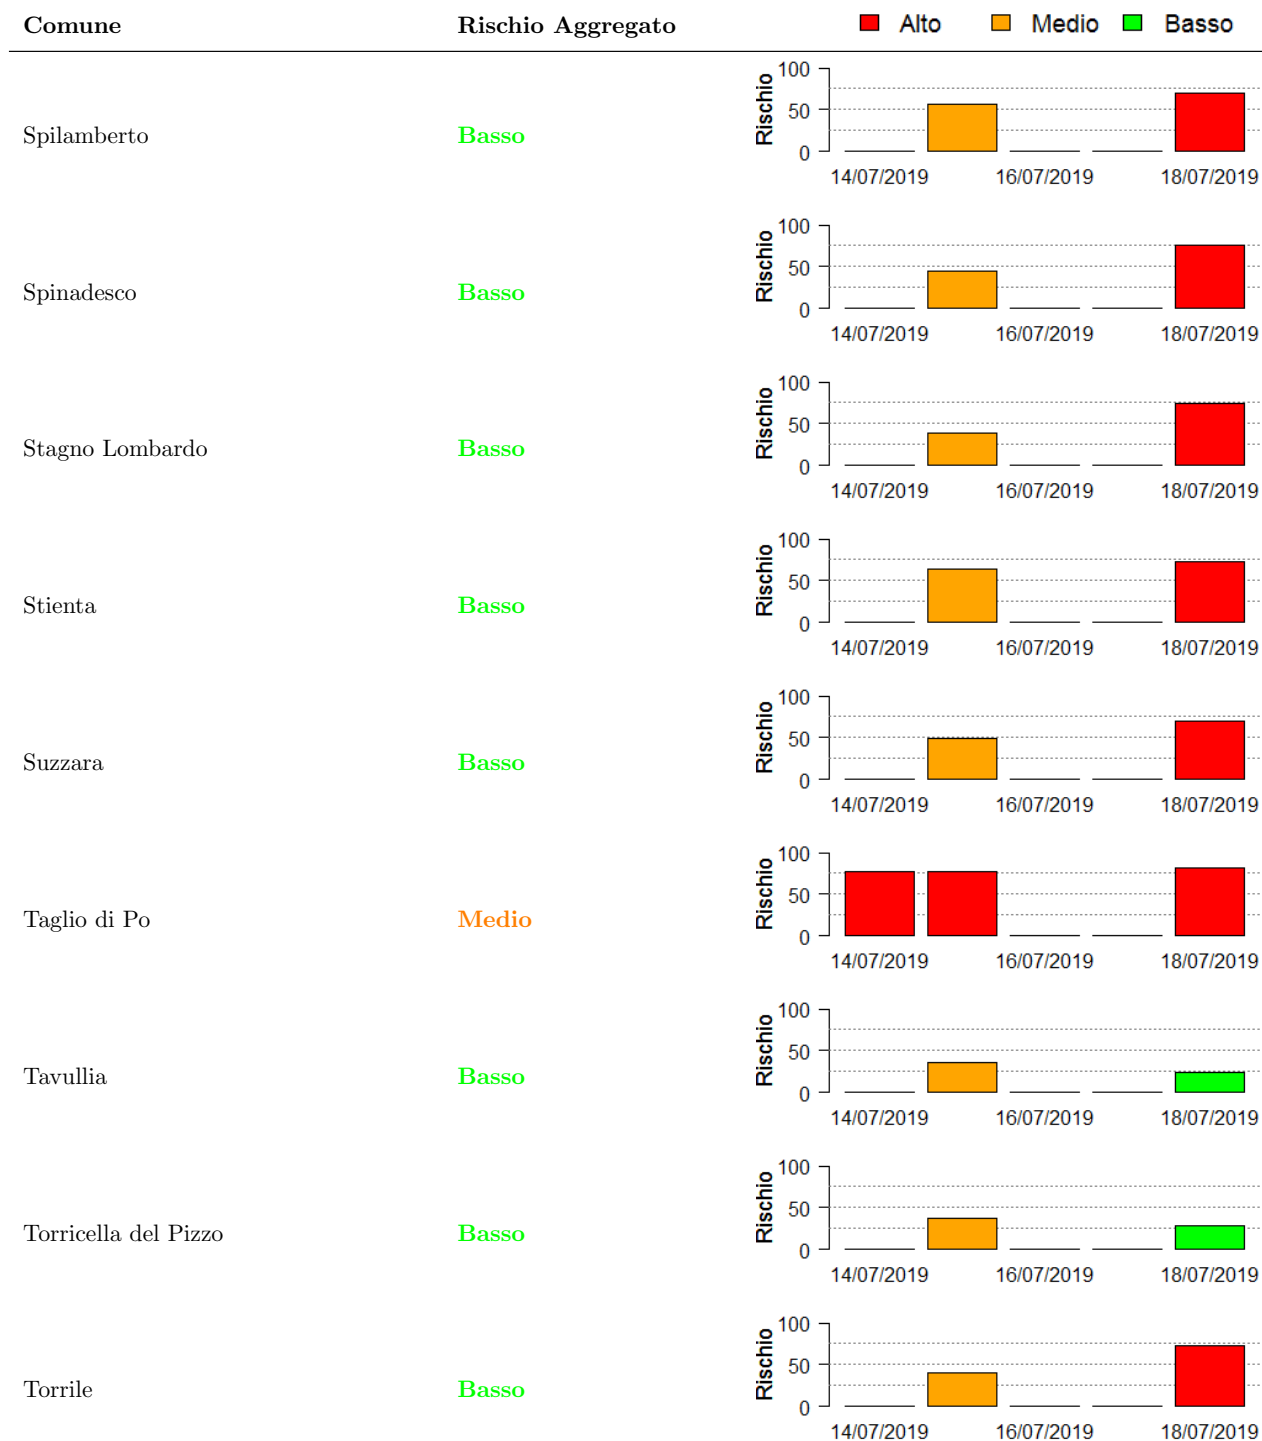 Comune Rischio Aggregato Alto Medio Basso
100
50
0
Rischio
Spilamberto Basso
14/07/2019 16/07/2019 18/07/2019
100
50
0
Rischio
Spinadesco Basso
14/07/2019 16/07/2019 18/07/2019
100
50
0
Rischio
Stagno Lombardo Basso
14/07/2019 16/07/2019 18/07/2019
100
50
0
Rischio
Stienta Basso
14/07/2019 16/07/2019 18/07/2019
100
50
0
Rischio
Suzzara Basso
14/07/2019 16/07/2019 18/07/2019
100
50
0
Rischio
Taglio di Po Medio
14/07/2019 16/07/2019 18/07/2019
100
50
0
Rischio
Tavullia Basso
14/07/2019 16/07/2019 18/07/2019
100
50
0
Rischio
Torricella del Pizzo Basso
14/07/2019 16/07/2019 18/07/2019
100
50
0
Rischio
Torrile Basso
14/07/2019 16/07/2019 18/07/2019